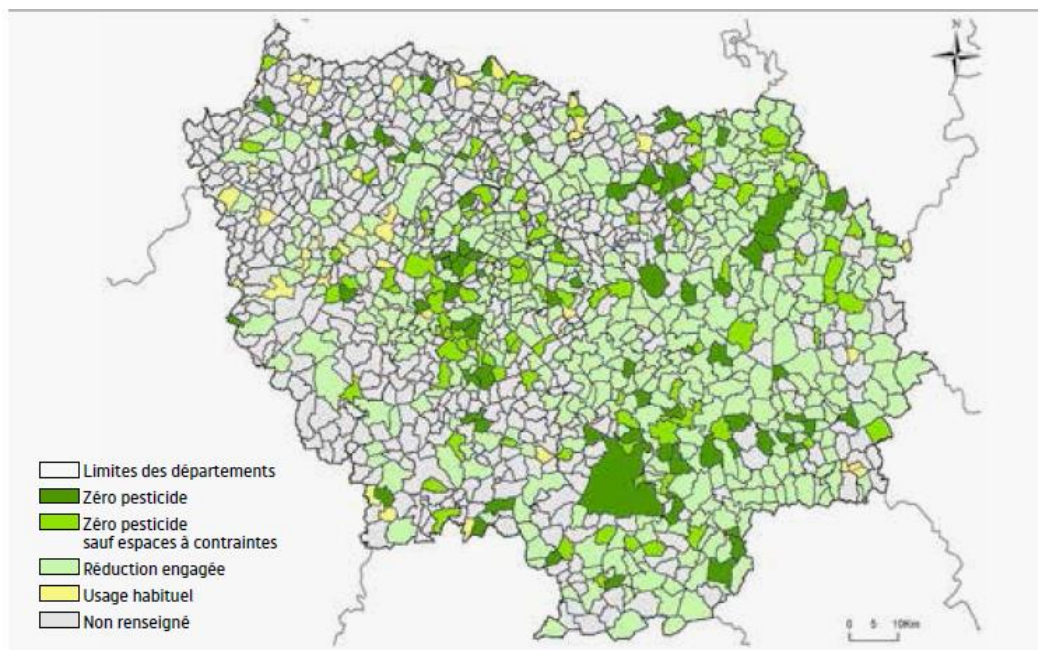 N
Limites des départements
Zéro pesticide
Zéro pesticide
sauf espaces à contraintes
Réduction engagée
Usage habituel
Non renseigné
0 5 10Km